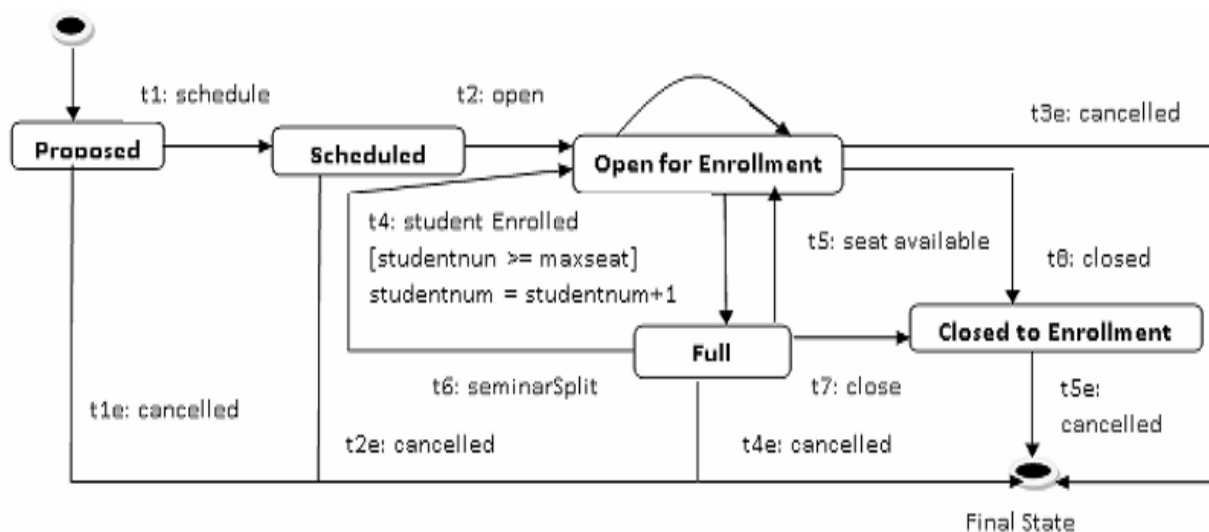 t1: schedule
t2: open
t3e: cancelled
Proposed
Scheduled
Open for Enrollment
t4: student Enrolled
[studentnun >= maxseat]
studentnum = studentnum+1
t5: seat available
t8: closed
Full
Closed to Enrollment
t6: seminarSplit
t7: close
t5e:
cancelled
t1e: cancelled
t2e: cancelled
t4e: cancelled
Final State